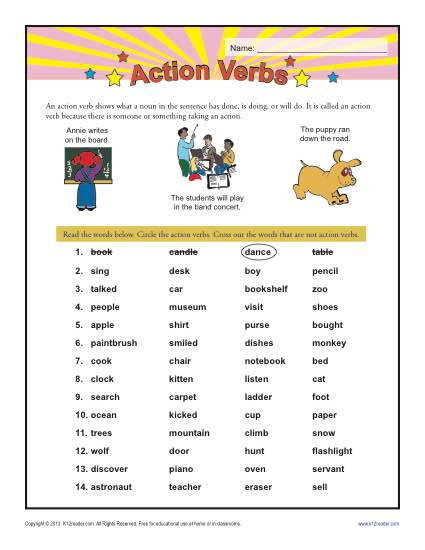 Name:
Action Verbs
An action verb shows what a noun in the sentence has done, is doing, or will do. It is called an action
verb because there is someone or something taking an action.
Annie writes
on the board.
The students will play
in the band concert.
The puppy ran
down the road.
Read the words below. Circle the action verbs. Cross out the words that are not action verbs.
1. book candle dance table
2. sing desk boy pencil
3. talked car bookshelf zoo
4. people museum visit shoes
5. apple shirt purse bought
6. paintbrush smiled dishes monkey
7. cook chair notebook bed
8. clock kitten listen cat
9. search carpet ladder foot
10. ocean kicked cup paper
11. trees mountain climb snow
12. wolf door hunt flashlight
13. discover piano oven servant
14. astronaut teacher eraser sell
Copyright © 2013 K12reader.com. All Rights Reserved. Free for educational use at home or in classrooms. www.k12reader.com